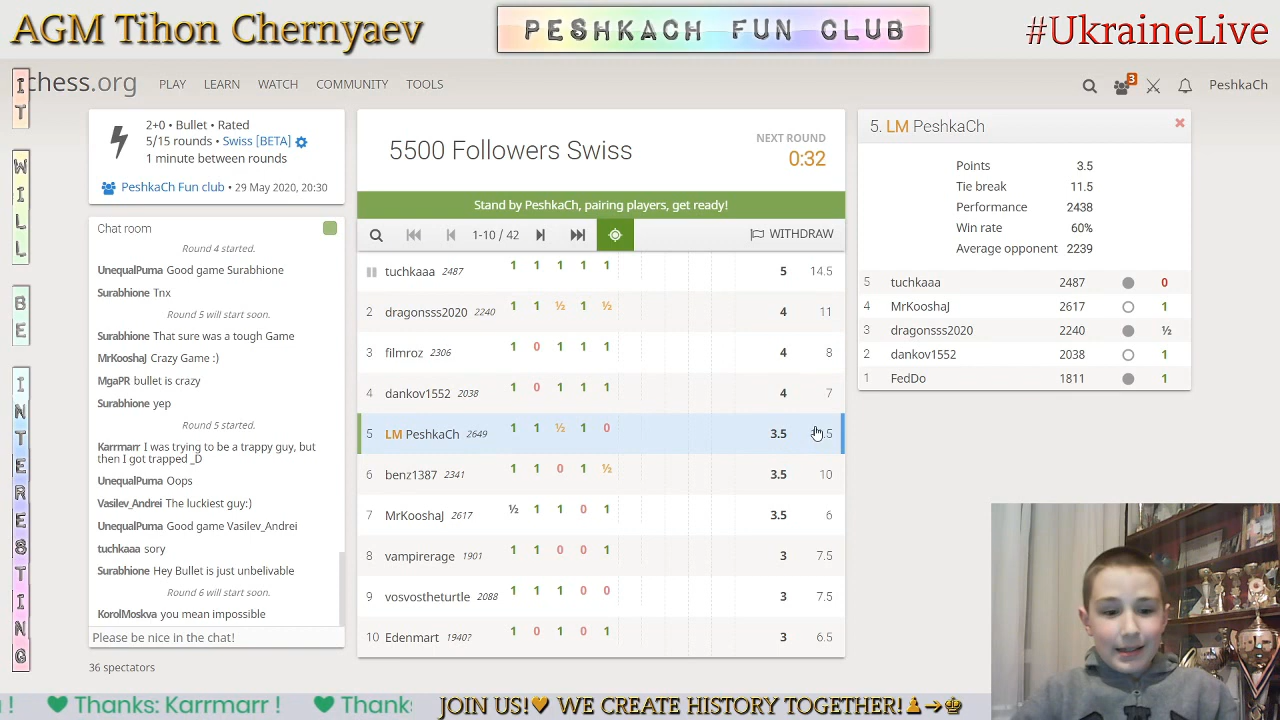 AGM Tihon Chernyaev
PESHKACH FUN CLUB
#UkraineLive
IT
WILL
BE
INTERESTING
chess.org
PLAY
LEARN
WATCH
COMMUNITY
TOOLS
3
PeshkaCh
2+0 • Bullet • Rated
5/15 rounds • Swiss [BETA]
1 minute between rounds
PeshkaCh Fun club • 29 May 2020, 20:30
Chat room
Round 4 started.
UnequalPuma Good game Surabhione
Surabhione Tnx
Round 5 will start soon.
Surabhione That sure was a tough Game
MrKooshaJ Crazy Game :)
MgaPR bullet is crazy
Surabhione yep
Round 5 started.
Karrmarr I was trying to be a trappy guy, but
then I got trapped _D
UnequalPuma Oops
Vasilev_Andrei The luckiest guy:)
UnequalPuma Good game Vasilev_Andrei
tuchkaaa sory
Surabhione Hey Bullet is just unbelivable
Round 6 will start soon.
KorolMoskva you mean impossible
Please be nice in the chat!
36 spectators
5500 Followers Swiss
NEXT ROUND
0:32
Stand by PeshkaCh, pairing players, get ready!
1-10 / 42
WITHDRAW
tuchkaaa 2487 1 1 1 1 1 5 14.5
2 dragonsss2020 2240 1 1 ½ 1 ½ 4 11
3 filmroz 2306 1 0 1 1 1 4 8
4 dankov1552 2038 1 0 1 1 1 4 7
5 LM PeshkaCh 2649 1 1 ½ 1 0 3.5 .5
6 benz1387 2341 1 1 0 1 ½ 3.5 10
7 MrKooshaJ 2617 ½ 1 1 0 1 3.5 6
8 vampirerage 1901 1 1 0 0 1 3 7.5
9 vosvostheturtle 2088 1 1 1 0 0 3 7.5
10 Edenmart 1940? 1 0 1 0 1 3 6.5
5. LM PeshkaCh
Points 3.5
Tie break 11.5
Performance 2438
Win rate 60%
Average opponent 2239
5 tuchkaaa 2487 0
4 MrKooshaJ 2617 1
3 dragonsss2020 2240 ½
2 dankov1552 2038 1
1 FedDo 1811 1
! Thanks: Karrmarr ! Thank
JOIN US! WE CREATE HISTORY TOGETHER!